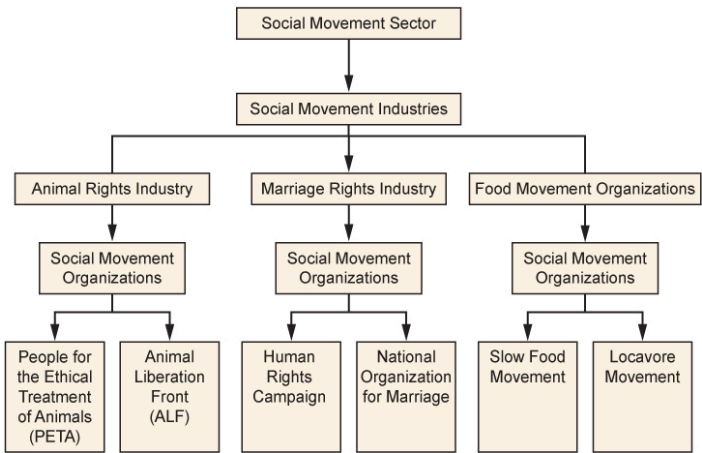 Social Movement Sector
Social Movement Industries
Animal Rights Industry
Marriage Rights Industry
Food Movement Organizations
Social Movement
Organizations
Social Movement
Organizations
Social Movement
Organizations
People for
the Ethical
Treatment
of Animals
(PETA)
Animal
Liberation
Front
(ALF)
Human
Rights
Campaign
National
Organization
for Marriage
Slow Food
Movement
Locavore
Movement